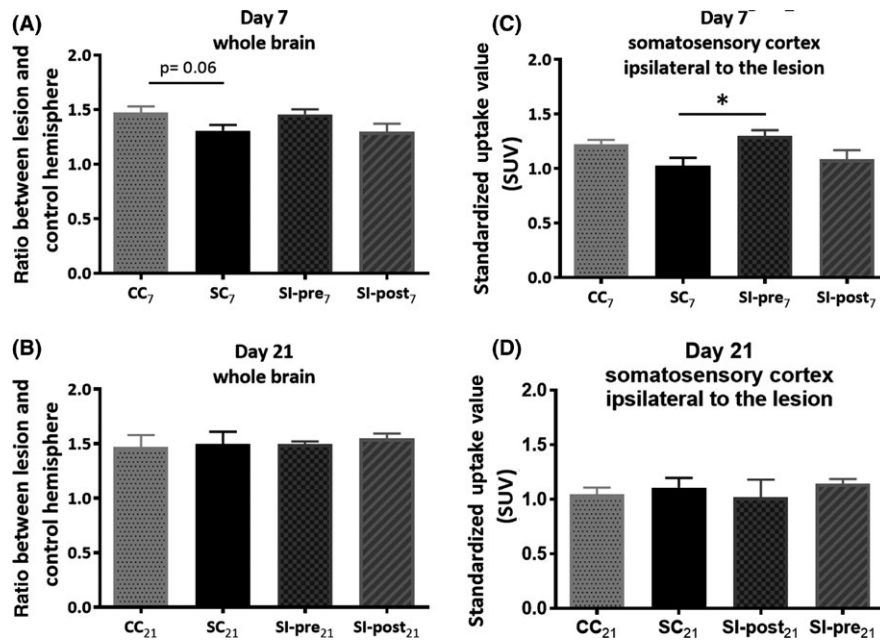 (A)
Day 7
whole brain
p= 0.06
Ratio between lesion and
control hemisphere
2.0
1.5
1.0
0.5
0.0
CC7 SC7 SI-pre7 SI-post7
(C)
Day 7
somatosensory cortex
ipsilateral to the lesion
*
Standardized uptake value
(SUV)
2.0
1.5
1.0
0.5
0.0
CC7 SC7 SI-pre7 SI-post7
(B)
Day 21
whole brain
Ratio between lesion and
control hemisphere
2.0
1.5
1.0
0.5
0.0
CC21 SC21 SI-pre21 SI-post21
(D)
Day 21
somatosensory cortex
ipsilateral to the lesion
Standardized uptake value
(SUV)
2.0
1.5
1.0
0.5
0.0
CC21 SC21 SI-post21 SI-pre21